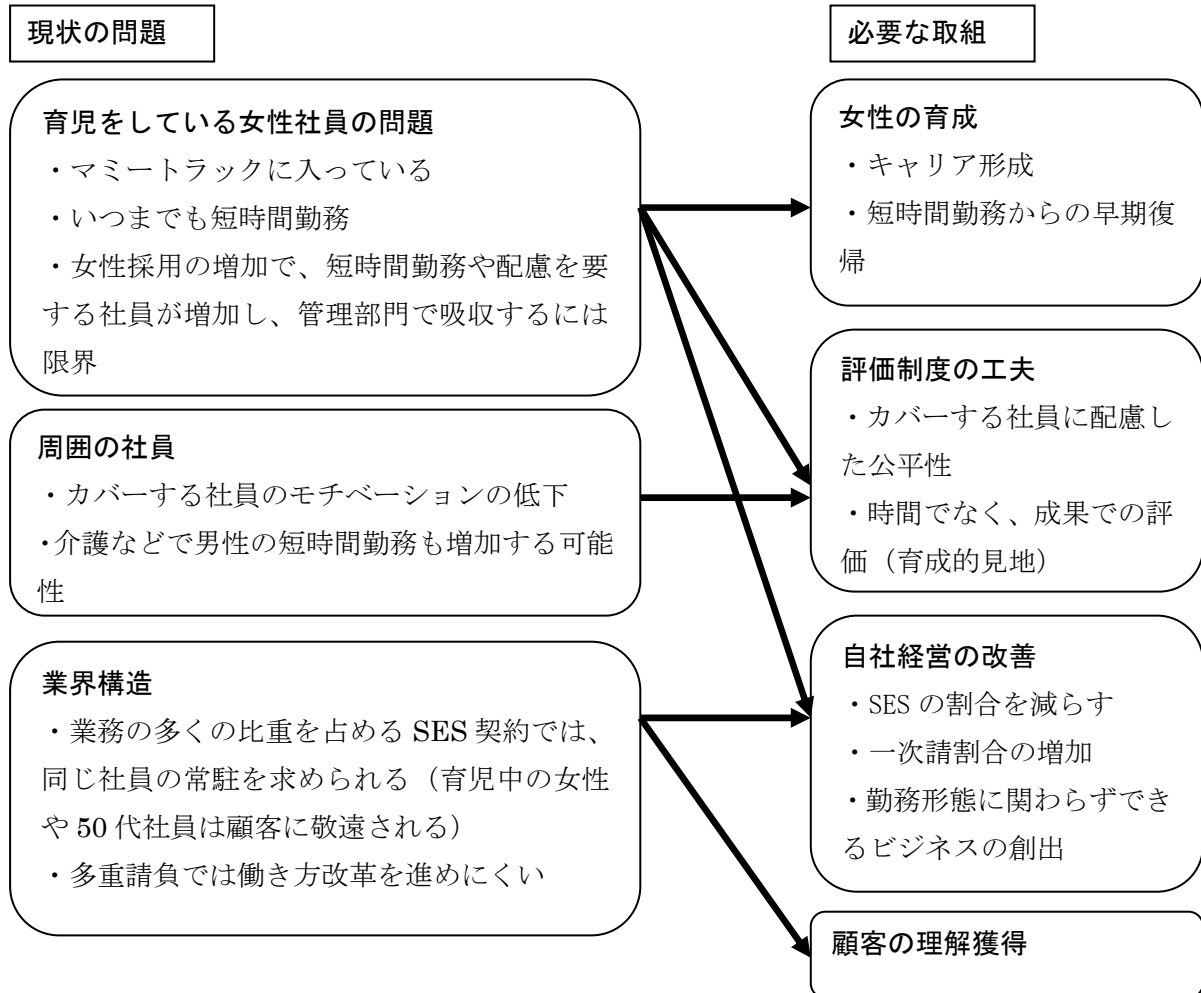 現状の問題
育児をしている女性社員の問題
・マミートラックに入っている
・いつまでも短時間勤務
・女性採用の増加で、短時間勤務や配慮を要
する社員が増加し、管理部門で吸収するには
限界
周囲の社員
・カバーする社員のモチベーションの低下
・介護などで男性の短時間勤務も増加する可能
性
業界構造
・業務の多くの比重を占める SES 契約では、
同じ社員の常駐を求められる（育児中の女性
や 50 代社員は顧客に敬遠される）
・多重請負では働き方改革を進めにくい
必要な取組
女性の育成
・キャリア形成
・短時間勤務からの早期復
帰
評価制度の工夫
・カバーする社員に配慮し
た公平性
・時間でなく、成果での評
価（育成的見地）
自社経営の改善
・SES の割合を減らす
・一次請割合の増加
・勤務形態に関わらずでき
るビジネスの創出
顧客の理解獲得